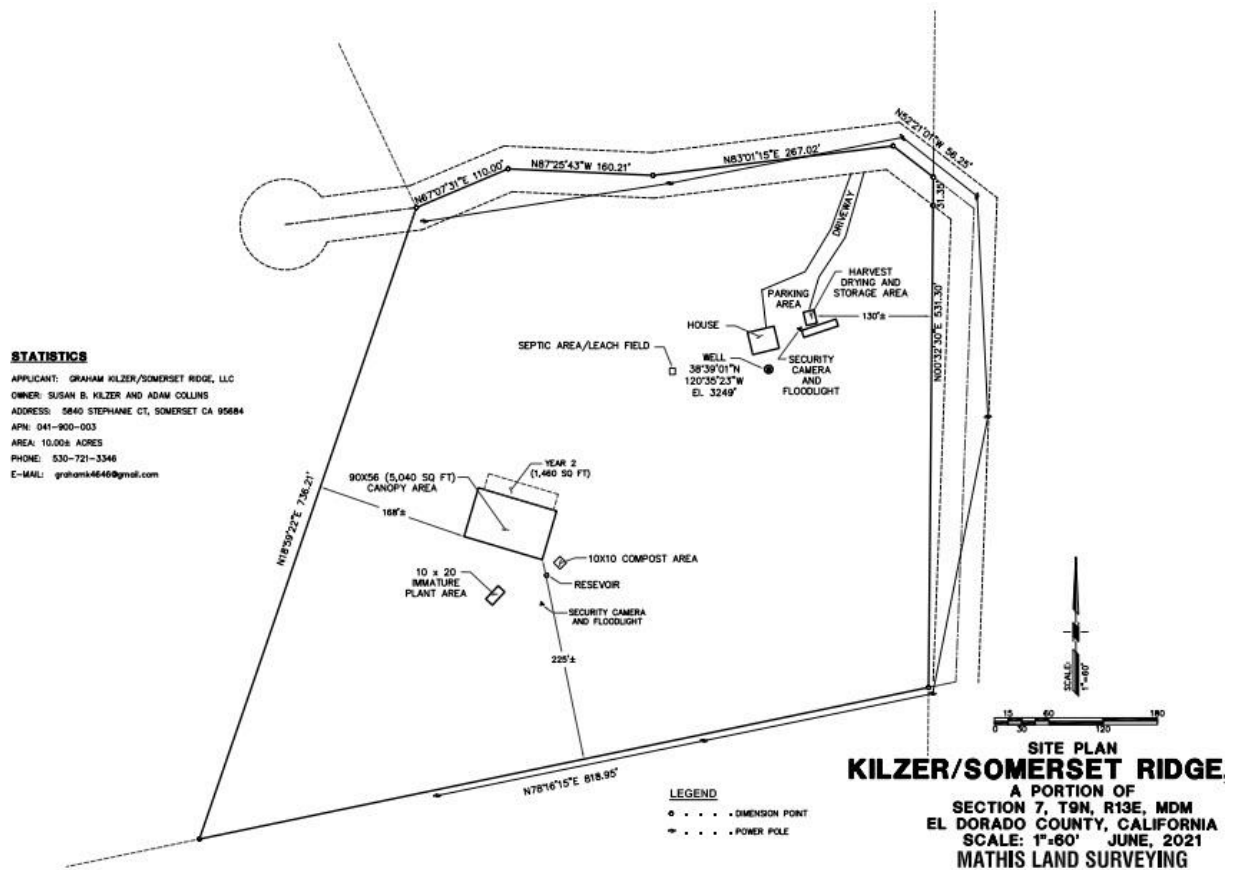 N52°21'01"W 56.25'
N83°01'15"E 267.02'
N87°25'43"W 160.21'
N67°07'31"E 110.00'
31.35'
DRIVEWAY
HARVEST
DRYING AND
STORAGE AREA
PARKING
AREA
130'±
HOUSE
N00°32'30"E 531.30'
SEPTIC AREA/LEACH FIELD
WELL
38°39'01"N
120°35'23"W
EL. 3249'
SECURITY
CAMERA
AND
FLOODLIGHT
STATISTICS
APPLICANT: GRAHAM KILZER/SOMERSET RIDGE, LLC
OWNER: SUSAN B. KILZER AND ADAM COLLINS
ADDRESS: 5840 STEPHANIE CT, SOMERSET CA 95684
APN: 041-900-003
AREA: 10.00± ACRES
PHONE: 530-721-3346
E-MAIL: grahamk4646@gmail.com
N18°59'22"E 736.21'
YEAR 2
(1,460 SQ FT)
90X56 (5,040 SQ FT)
CANOPY AREA
168'±
10X10 COMPOST AREA
10 x 20
IMMATURE
PLANT AREA
RESEVOIR
SECURITY CAMERA
AND FLOODLIGHT
225'±
N78°16'15"E 818.95'
SCALE:
1"=60'
15 60 180
0 30 120
LEGEND
DIMENSION POINT
POWER POLE
SITE PLAN
KILZER/SOMERSET RIDGE,
A PORTION OF
SECTION 7, T9N, R13E, MDM
EL DORADO COUNTY, CALIFORNIA
SCALE: 1"=60' JUNE, 2021
MATHIS LAND SURVEYING